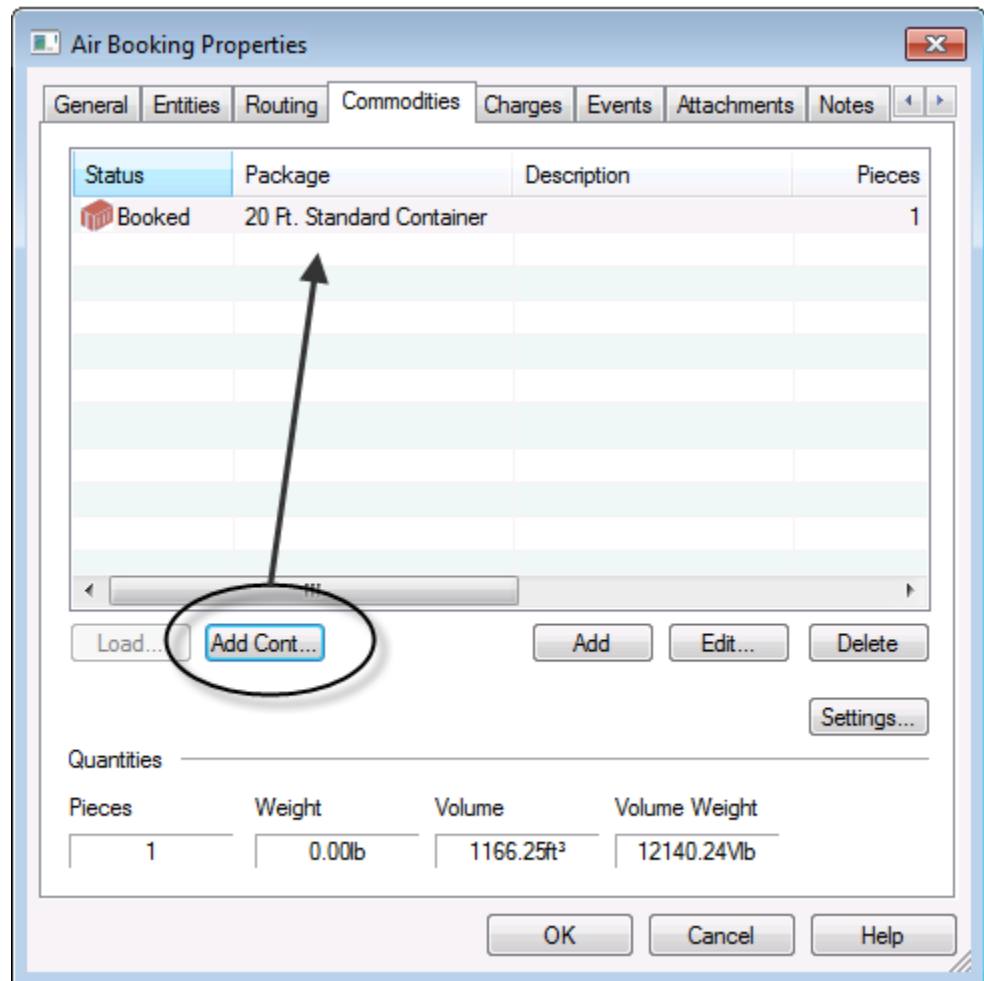 Air Booking Properties
General Entities Routing Commodities Charges Events Attachments Notes
Status Package Description Pieces
Booked 20 Ft. Standard Container 1
Load... Add Cont... Add Edit... Delete
Settings...
Quantities
Pieces Weight Volume Volume Weight
1 0.00lb 1166.25ft³ 12140.24Vlb
OK Cancel Help